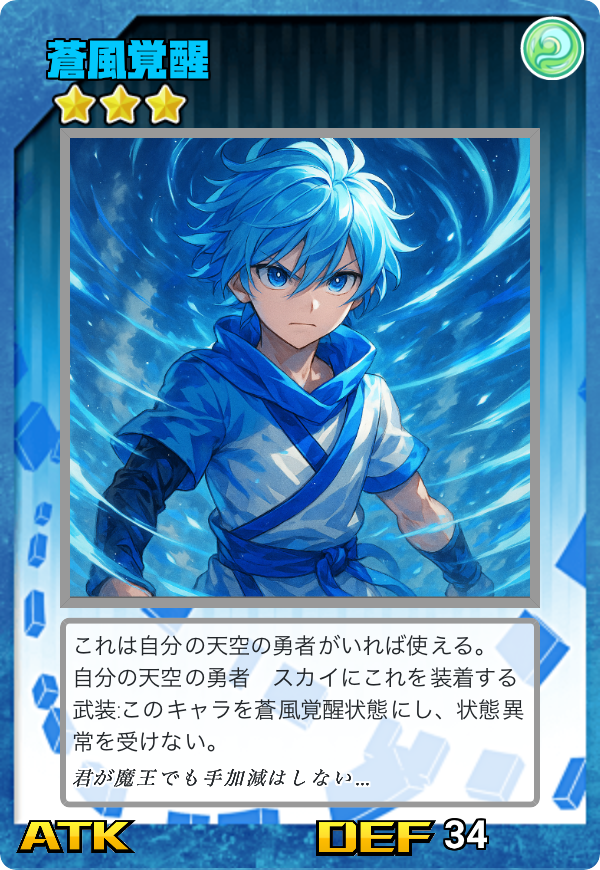 蒼風覚醒
これは自分の天空の勇者がいれば使える。
自分の天空の勇者　スカイにこれを装着する
武装:このキャラを蒼風覚醒状態にし、状態異
常を受けない。
君が魔王でも手加減はしない...
ATK
DEF 34